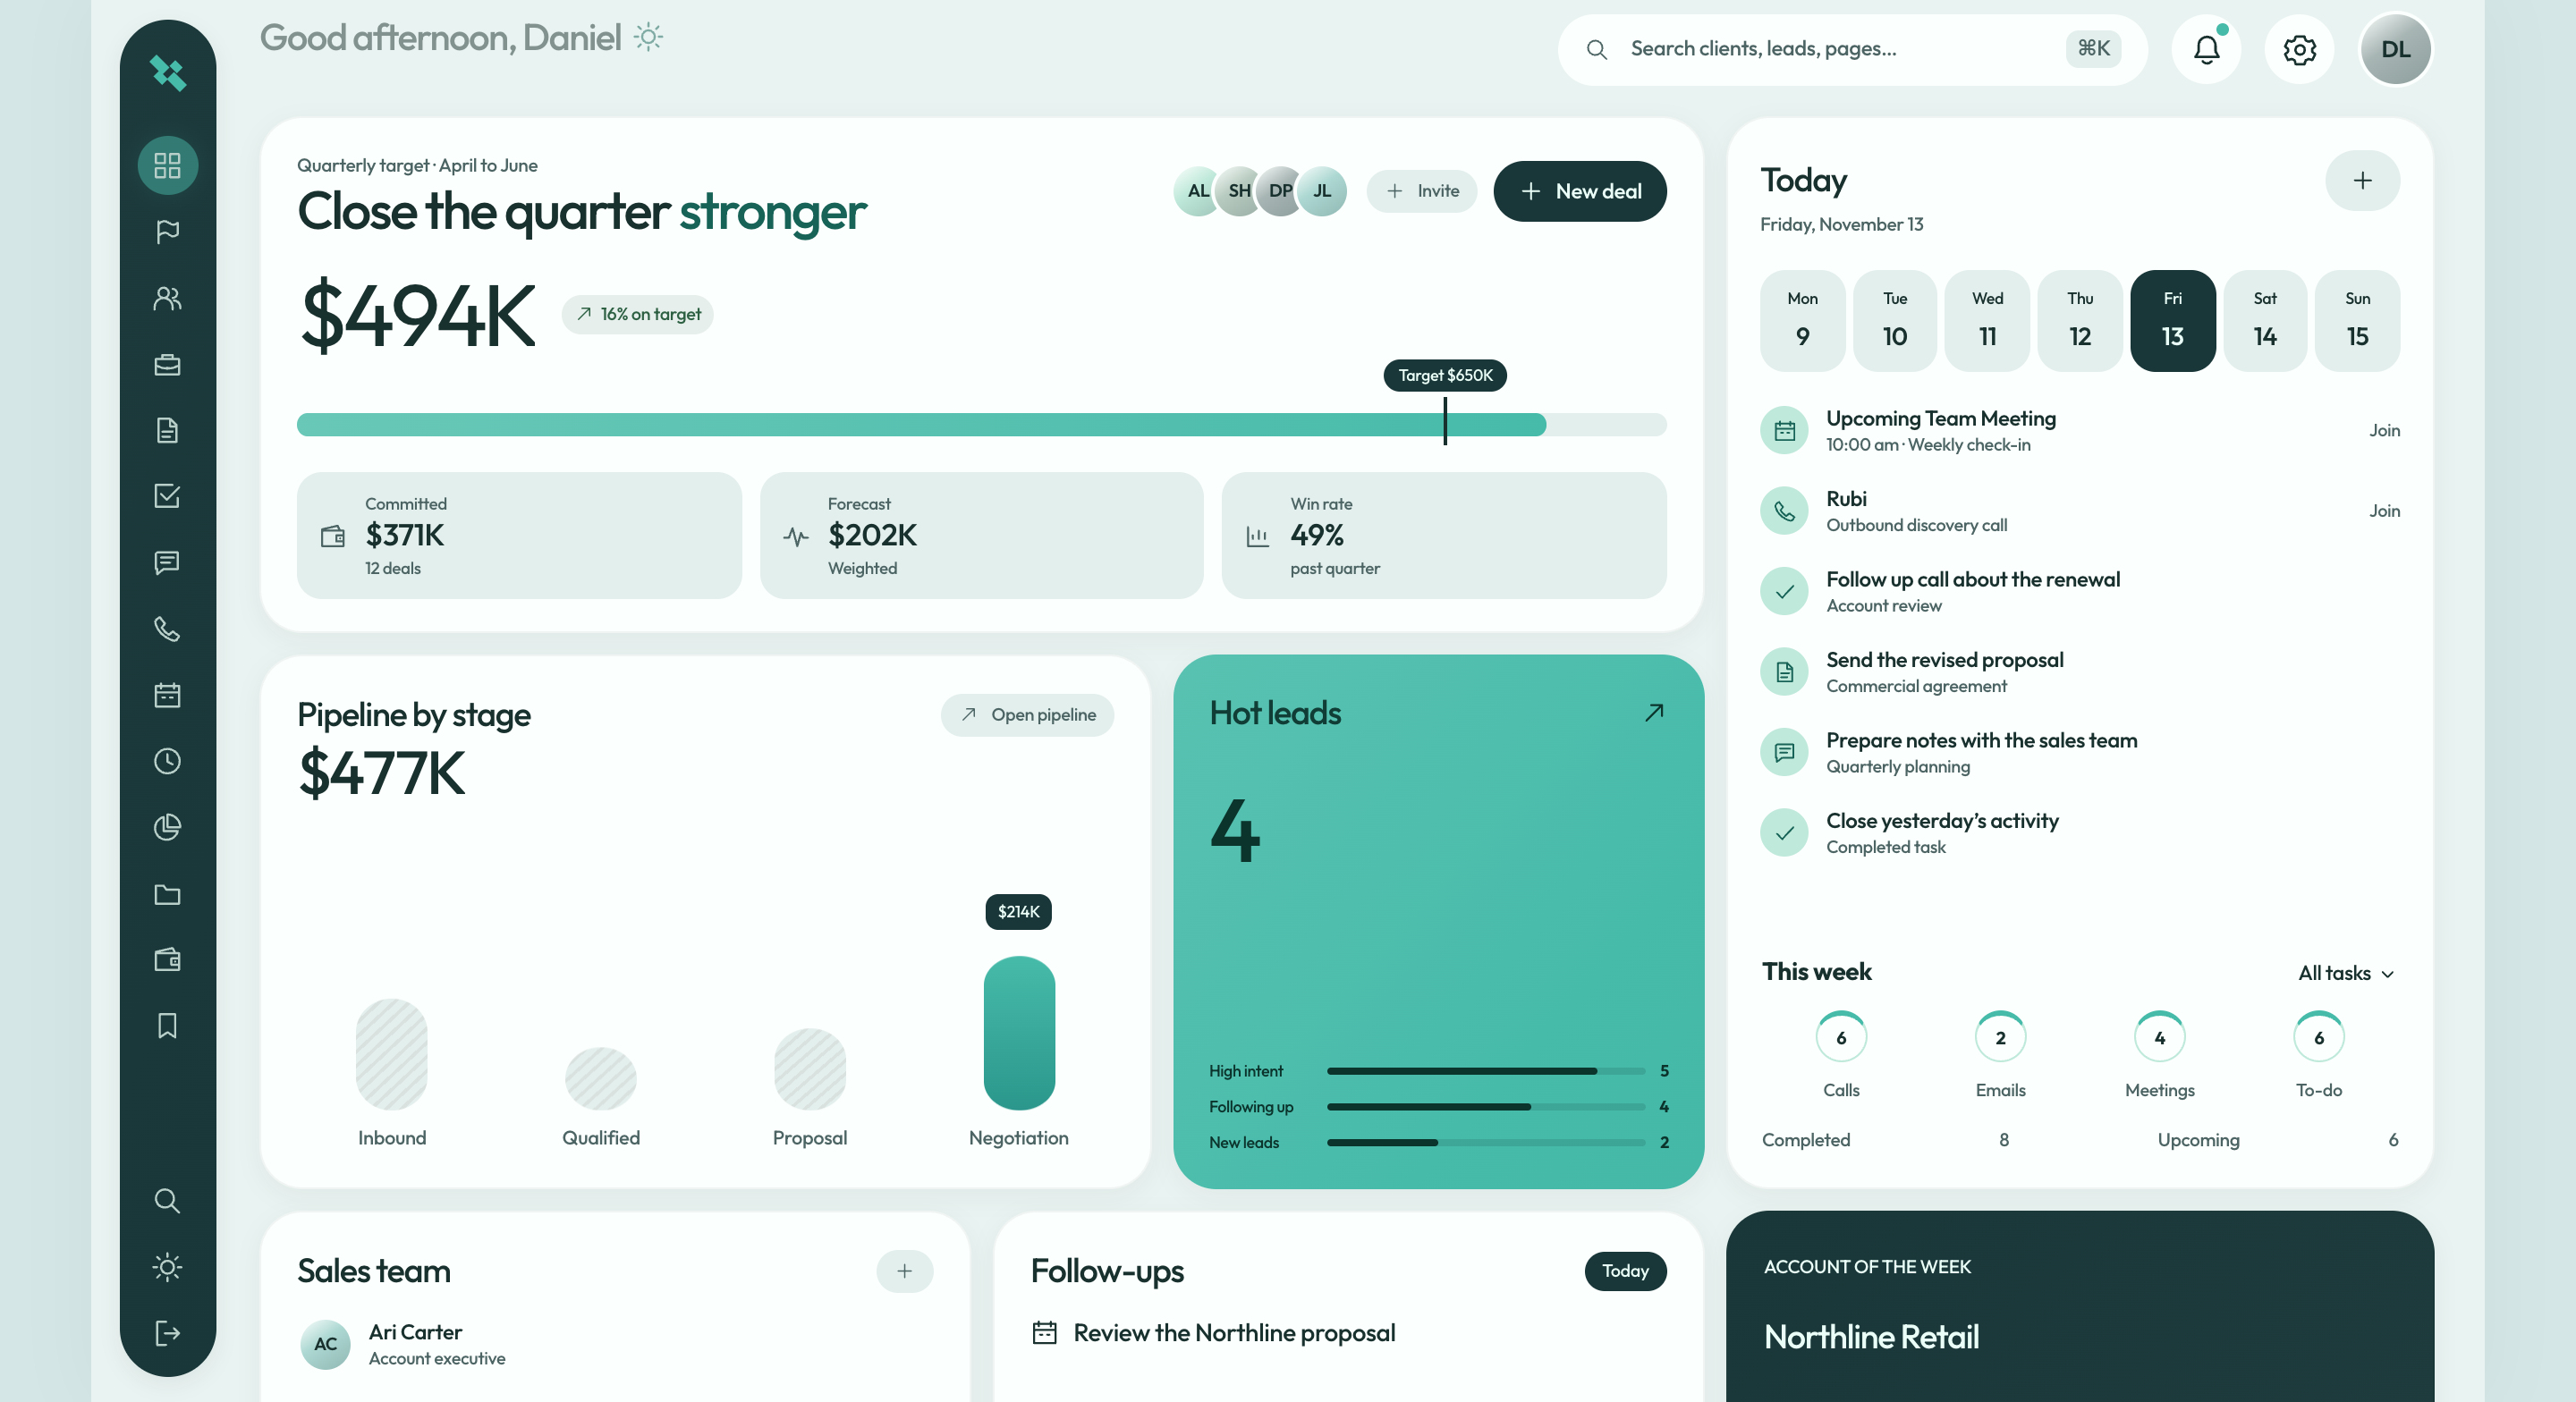 Good afternoon, Daniel
Search clients, leads, pages...
⌘K
DL
Quarterly target · April to June
Close the quarter stronger
AL
SH
DP
JL
Invite
New deal
$494K
16% on target
Target $650K
Committed
$371K
12 deals
Forecast
$202K
Weighted
Win rate
49%
past quarter
Today
Friday, November 13
Mon
9
Tue
10
Wed
11
Thu
12
Fri
13
Sat
14
Sun
15
Upcoming Team Meeting
10:00 am · Weekly check-in
Join
Rubi
Outbound discovery call
Join
Follow up call about the renewal
Account review
Send the revised proposal
Commercial agreement
Prepare notes with the sales team
Quarterly planning
Close yesterday’s activity
Completed task
This week
All tasks
6
Calls
2
Emails
4
Meetings
6
To-do
Completed 8
Upcoming 6
Pipeline by stage
Open pipeline
$477K
$214K
Inbound
Qualified
Proposal
Negotiation
Hot leads
4
High intent 5
Following up 4
New leads 2
Sales team
AC
Ari Carter
Account executive
Follow-ups
Today
Review the Northline proposal
ACCOUNT OF THE WEEK
Northline Retail